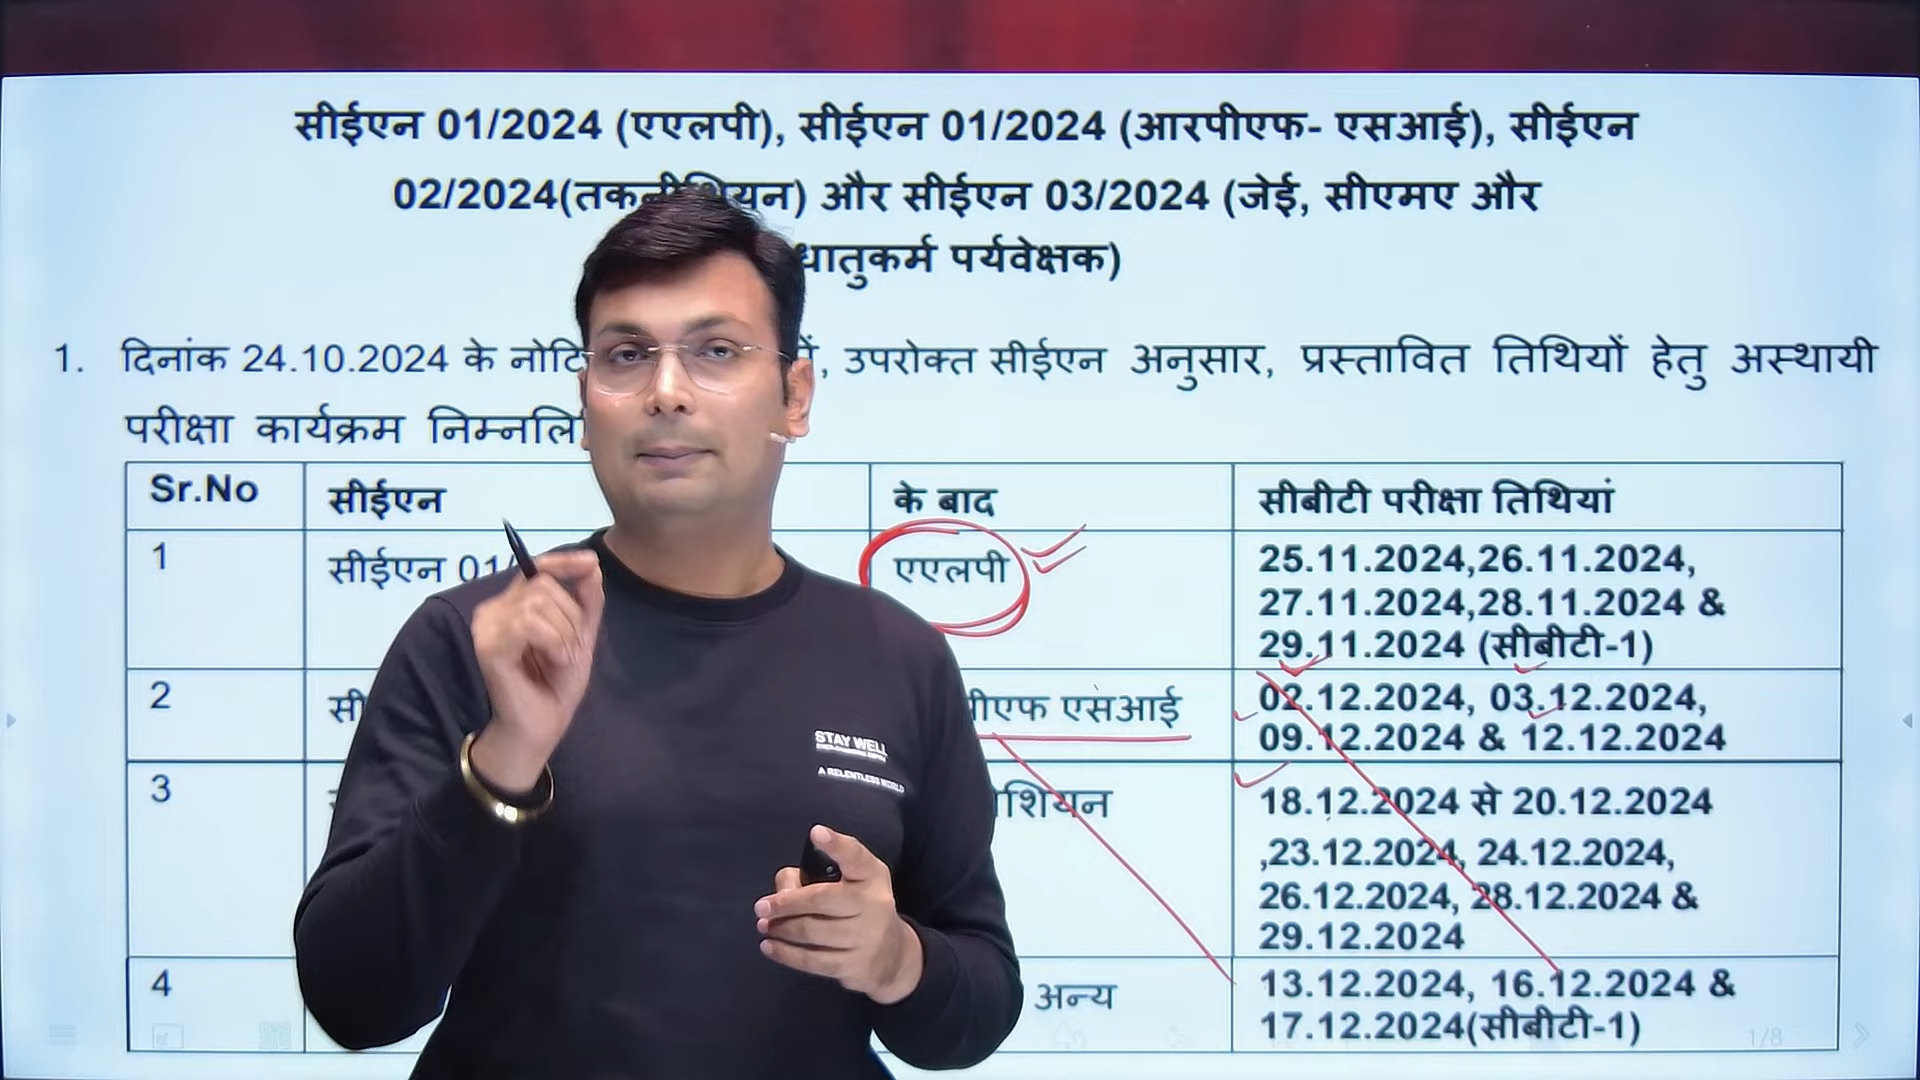 सीईएन 01/2024 (एएलपी), सीईएन 01/2024 (आरपीएफ- एसआई), सीईएन
02/2024(तकनीशियन) और सीईएन 03/2024 (जेई, सीएमए और
धातुकर्म पर्यवेक्षक)
1. दिनांक 24.10.2024 के उपरोक्त सीईएन अनुसार, प्रस्तावित तिथियों हेतु अस्थायी
परीक्षा कार्यक्रम
Sr.No सीईएन के बाद सीबीटी परीक्षा तिथियां
1 सीईएन एएलपी 25.11.2024,26.11.2024,
27.11.2024,28.11.2024 &
29.11.2024 (सीबीटी-1)
2 एसआई 02.12.2024, 03.12.2024,
09.12.2024 & 12.12.2024
3 18.12.2024 से 20.12.2024
,23.12.2024, 24.12.2024,
26.12.2024, 28.12.2024 &
29.12.2024
4 अन्य 13.12.2024, 16.12.2024 &
17.12.2024(सीबीटी-1)
STAY WELL
A RELENTLESS WORLD
1/8